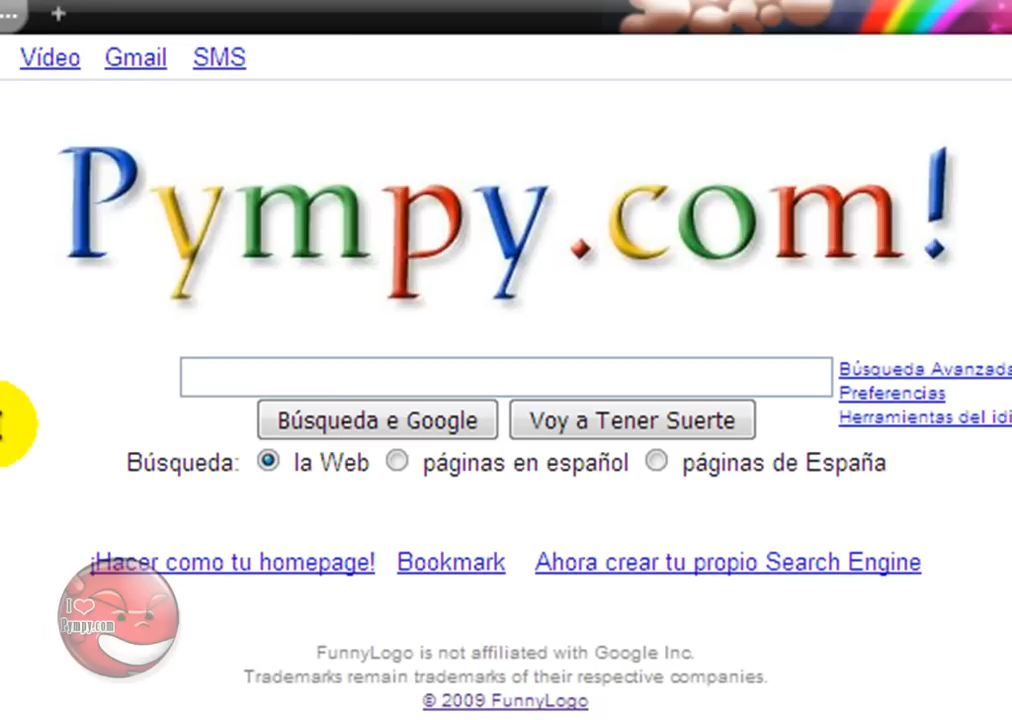 Vídeo Gmail SMS
Pympy.com!
Búsqueda Avanzada
Preferencias
Herramientas del idi
Búsqueda e Google Voy a Tener Suerte
Búsqueda: la Web páginas en español páginas de España
¡Hacer como tu homepage! Bookmark Ahora crear tu propio Search Engine
I ♡
Pympy.com
FunnyLogo is not affiliated with Google Inc.
Trademarks remain trademarks of their respective companies.
© 2009 FunnyLogo